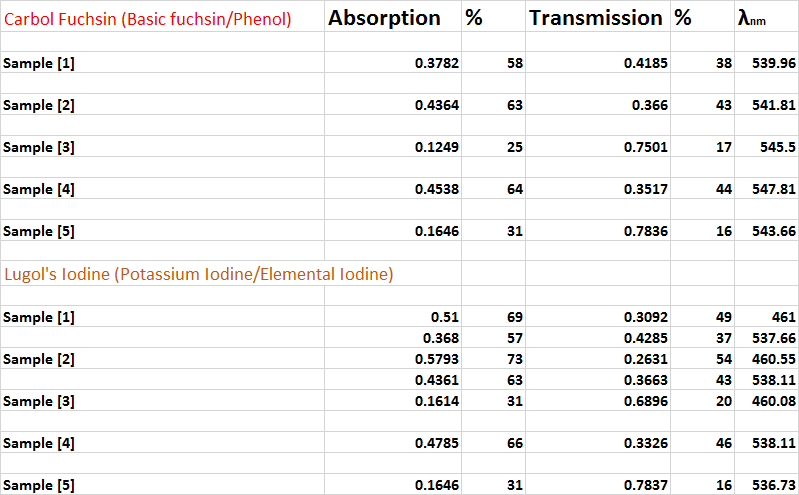 Carbol Fuchsin (Basic fuchsin/Phenol) Absorption % Transmission % λnm
Sample [1] 0.3782 58 0.4185 38 539.96
Sample [2] 0.4364 63 0.366 43 541.81
Sample [3] 0.1249 25 0.7501 17 545.5
Sample [4] 0.4538 64 0.3517 44 547.81
Sample [5] 0.1646 31 0.7836 16 543.66
Lugol's Iodine (Potassium Iodine/Elemental Iodine)
Sample [1] 0.51 69 0.3092 49 461
0.368 57 0.4285 37 537.66
Sample [2] 0.5793 73 0.2631 54 460.55
0.4361 63 0.3663 43 538.11
Sample [3] 0.1614 31 0.6896 20 460.08
Sample [4] 0.4785 66 0.3326 46 538.11
Sample [5] 0.1646 31 0.7837 16 536.73